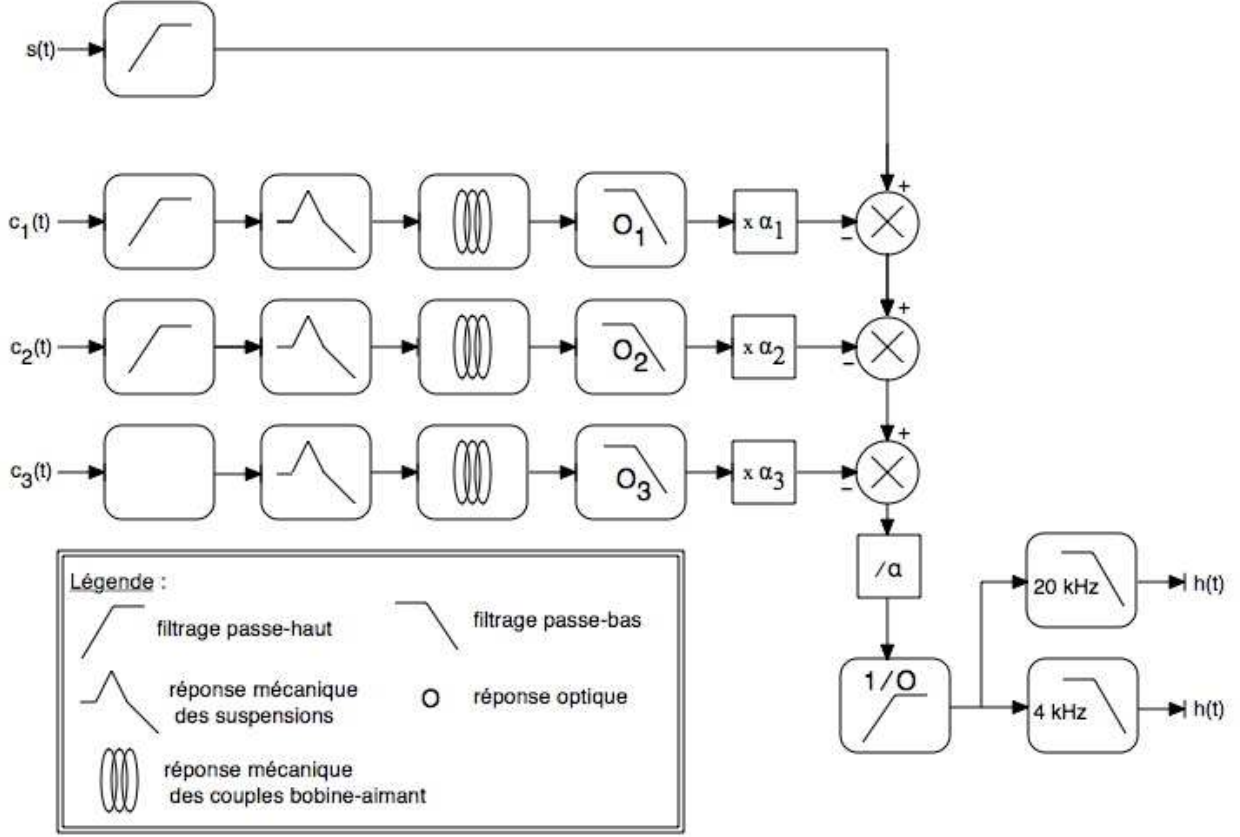 s(t)
+
c1(t)
O1
x α1
−
+
c2(t)
O2
x α2
−
+
c3(t)
O3
x α3
−
/α
20 kHz
h(t)
1/O
4 kHz
h(t)
Légende :
filtrage passe-haut
filtrage passe-bas
réponse mécanique
des suspensions
O
réponse optique
réponse mécanique
des couples bobine-aimant